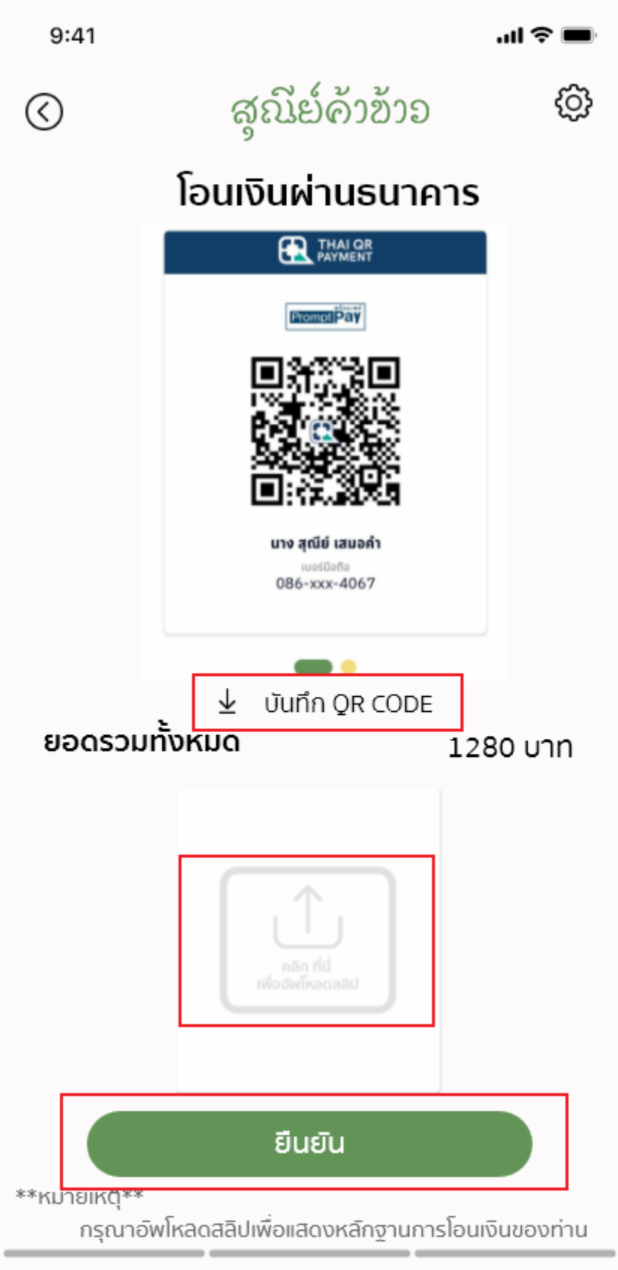 9:41
สุณีย์ค้าข้าว
โอนเงินผ่านธนาคาร
THAI QR
PAYMENT
พร้อมเพย์
PromptPay
นาง สุณีย์ เสมอคำ
เบอร์มือถือ
086-xxx-4067
บันทึก QR CODE
ยอดรวมทั้งหมด 1280 บาท
คลิก ที่นี่
เพื่ออัพโหลดสลิป
ยืนยัน
**หมายเหตุ**
กรุณาอัพโหลดสลิปเพื่อแสดงหลักฐานการโอนเงินของท่าน